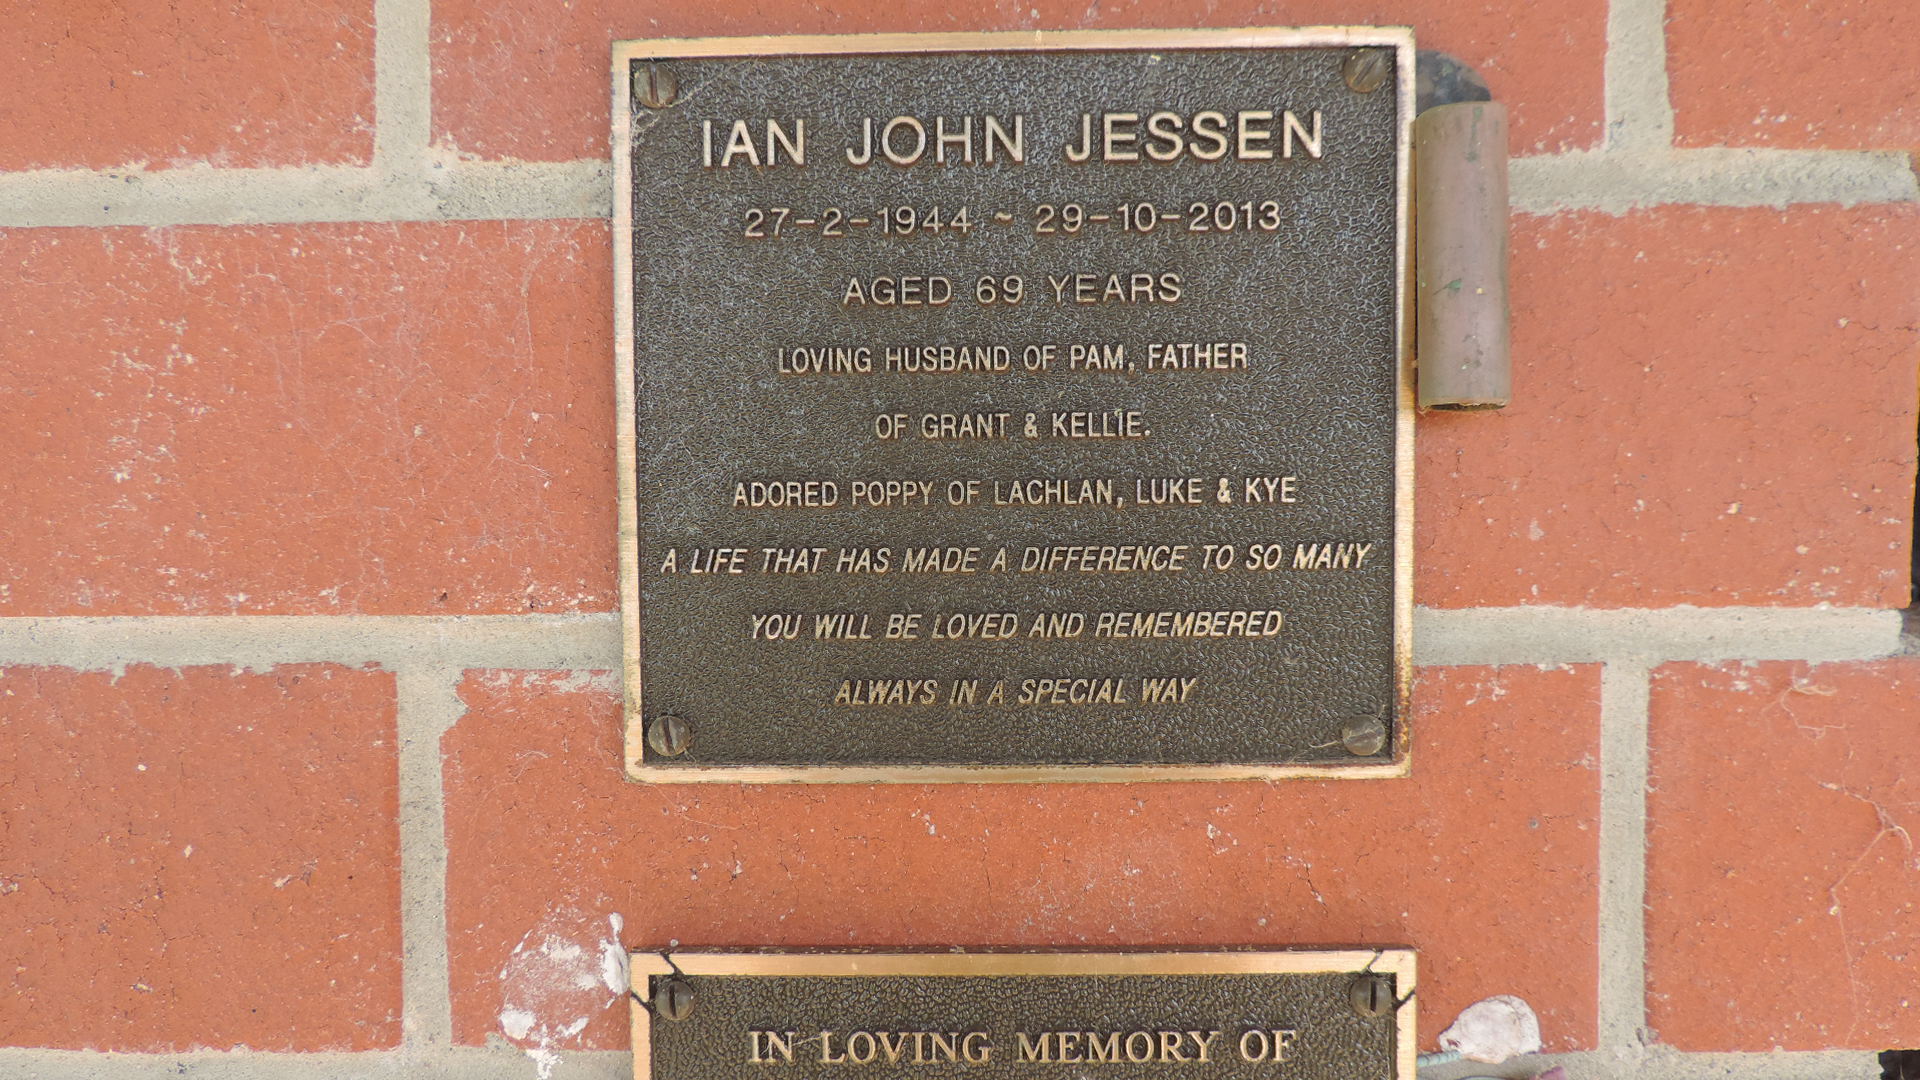 IAN JOHN JESSEN
27-2-1944 ~ 29-10-2013
AGED 69 YEARS
LOVING HUSBAND OF PAM, FATHER
OF GRANT & KELLIE.
ADORED POPPY OF LACHLAN, LUKE & KYE
A LIFE THAT HAS MADE A DIFFERENCE TO SO MANY
YOU WILL BE LOVED AND REMEMBERED
ALWAYS IN A SPECIAL WAY
IN LOVING MEMORY OF